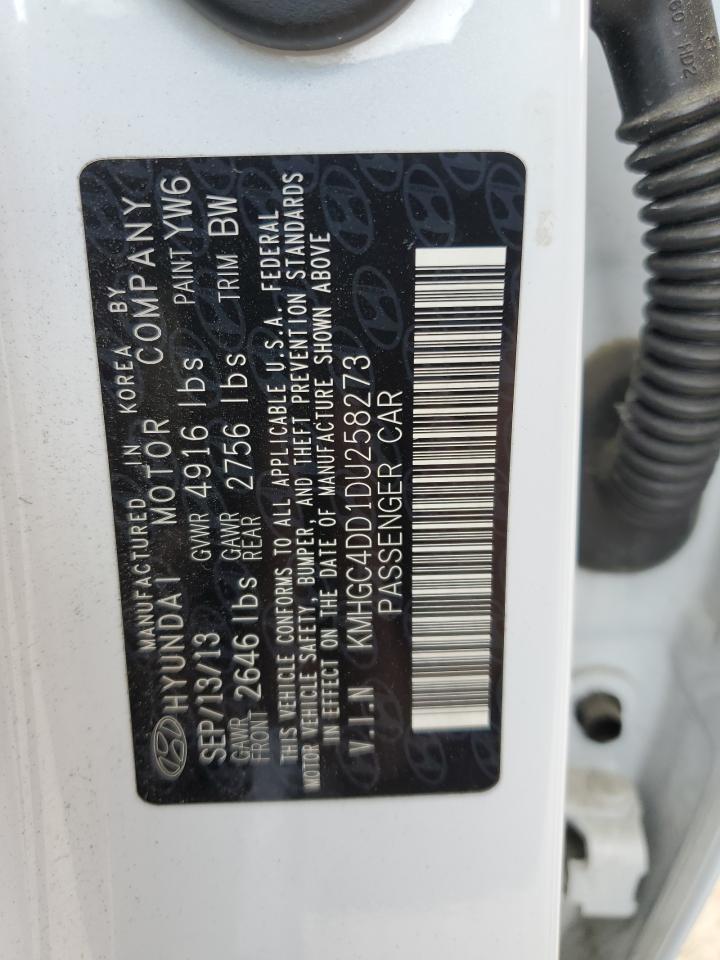 MANUFACTURED IN KOREA BY
HYUNDAI MOTOR COMPANY
SEP/13/13 GVWR 4916 lbs PAINT YW6
GAWR FRONT 2646 lbs GAWR REAR 2756 lbs TRIM BW
THIS VEHICLE CONFORMS TO ALL APPLICABLE U.S.A. FEDERAL
MOTOR VEHICLE SAFETY, BUMPER, AND THEFT PREVENTION STANDARDS
IN EFFECT ON THE DATE OF MANUFACTURE SHOWN ABOVE
V.I.N KMHGC4DD1DU258273
PASSENGER CAR
HD2